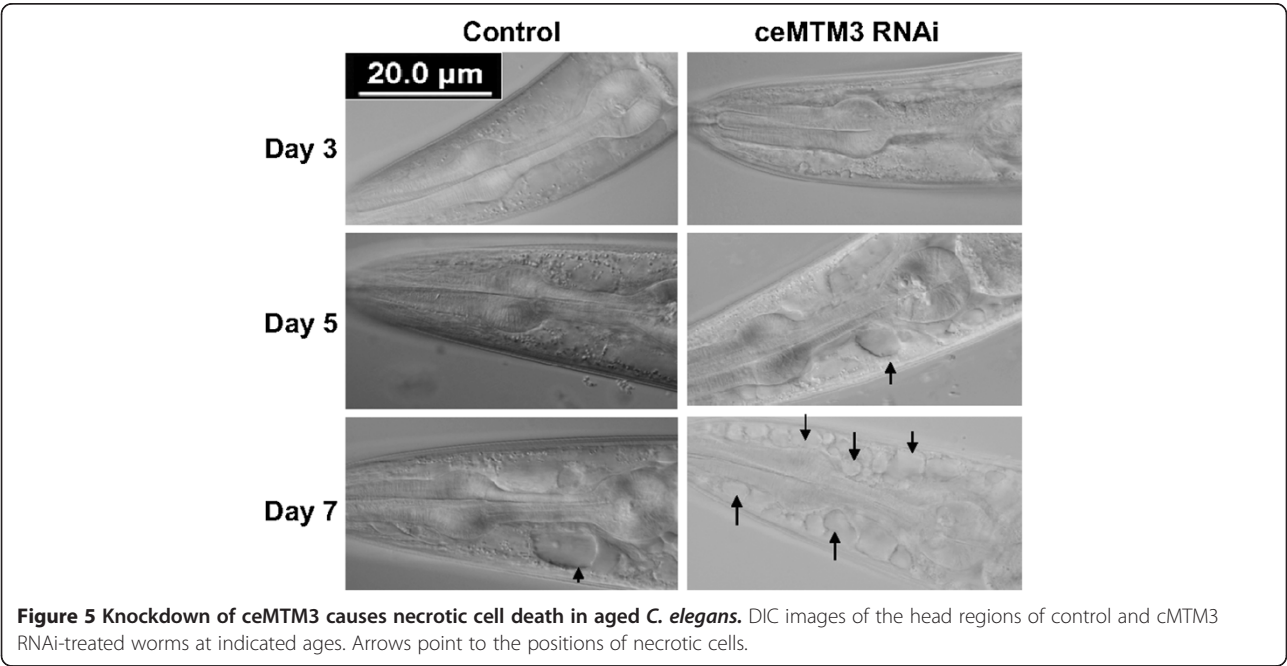 Control
ceMTM3 RNAi
20.0 µm
Day 3
Day 5
Day 7
Figure 5 Knockdown of ceMTM3 causes necrotic cell death in aged C. elegans. DIC images of the head regions of control and cMTM3
RNAi-treated worms at indicated ages. Arrows point to the positions of necrotic cells.